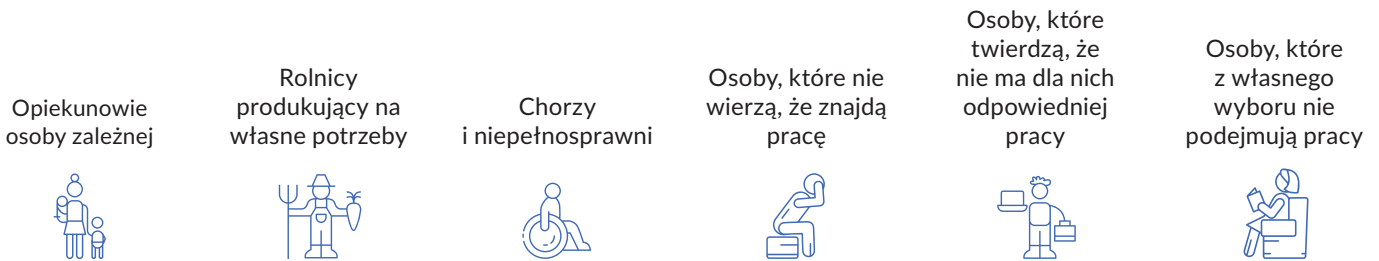 Opiekunowie
osoby zależnej
Rolnicy
produkujący na
własne potrzeby
Chorzy
i niepełnosprawni
Osoby, które nie
wierzą, że znajdą
pracę
Osoby, które
twierdzą, że
nie ma dla nich
odpowiedniej
pracy
Osoby, które
z własnego
wyboru nie
podejmują pracy